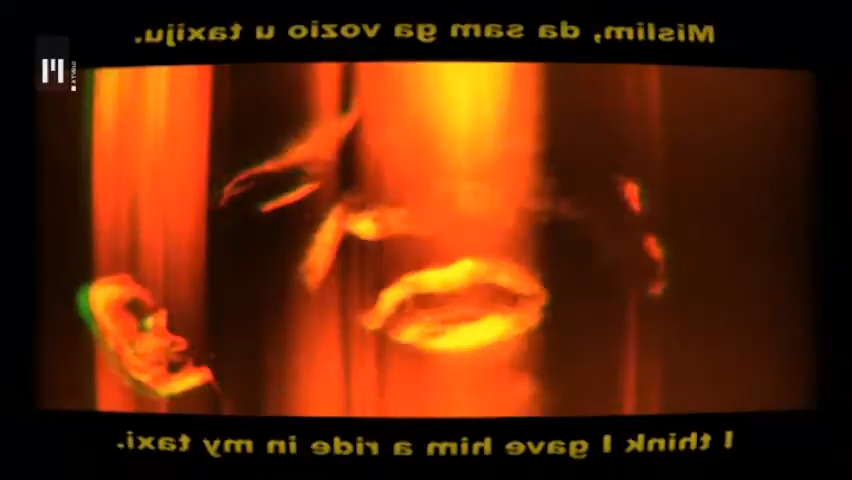 Mislim, da sam ga vozio u taxiju.
I think I gave him a ride in my taxi.